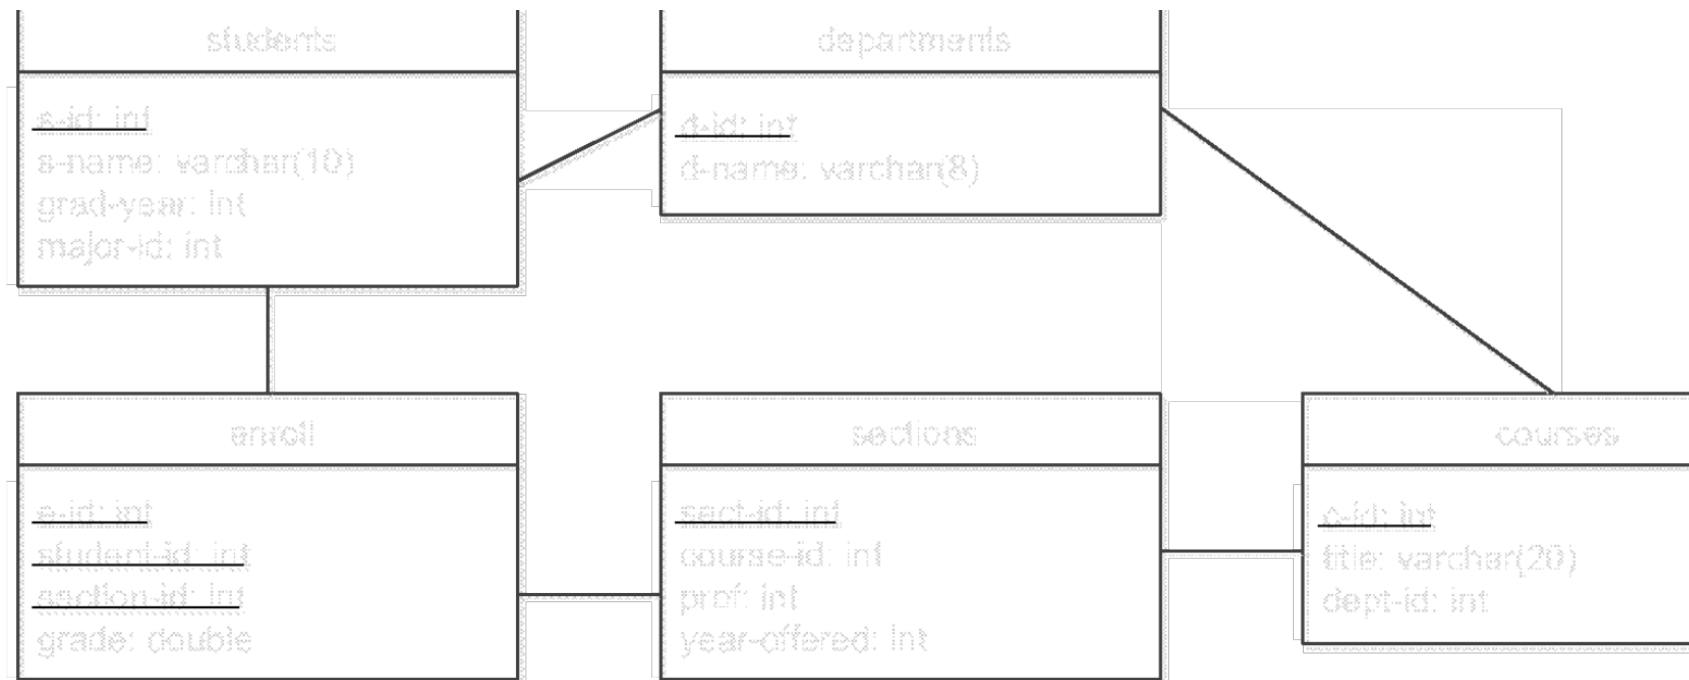 students
s-id: int
s-name: varchar(10)
grad-year: int
major-id: int
departments
d-id: int
d-name: varchar(8)
enroll
e-id: int
student-id: int
section-id: int
grade: double
sections
sect-id: int
course-id: int
prof: int
year-offered: int
courses
c-id: int
title: varchar(20)
dept-id: int